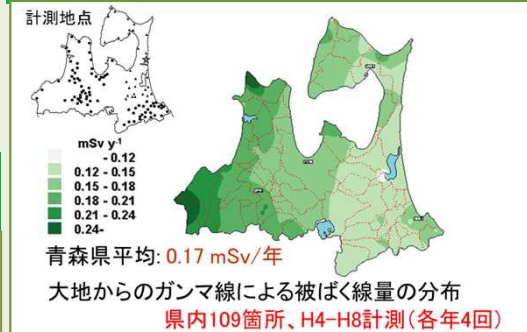 計測地点
mSv y-1
- 0.12
0.12 - 0.15
0.15 - 0.18
0.18 - 0.21
0.21 - 0.24
0.24-
青森県平均: 0.17 mSv/年
大地からのガンマ線による被ばく線量の分布
県内109箇所、H4-H8計測(各年4回)